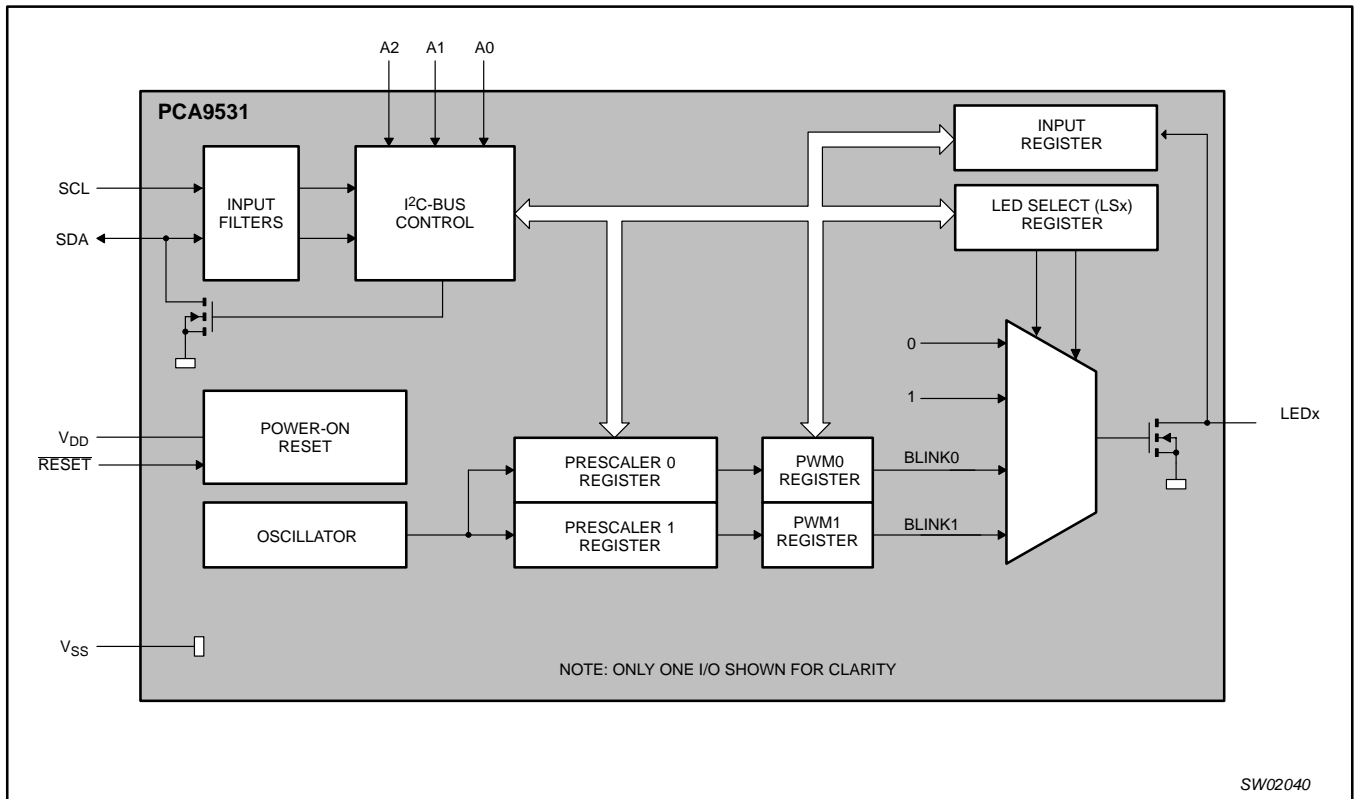 A2 A1 A0
PCA9531
INPUT
REGISTER
SCL
INPUT
FILTERS
I²C-BUS
CONTROL
LED SELECT (LSx)
REGISTER
SDA
0
1
LEDx
VDD
RESET
POWER-ON
RESET
PRESCALER 0
REGISTER
PWM0
REGISTER
BLINK0
OSCILLATOR
PRESCALER 1
REGISTER
PWM1
REGISTER
BLINK1
VSS
NOTE: ONLY ONE I/O SHOWN FOR CLARITY
SW02040